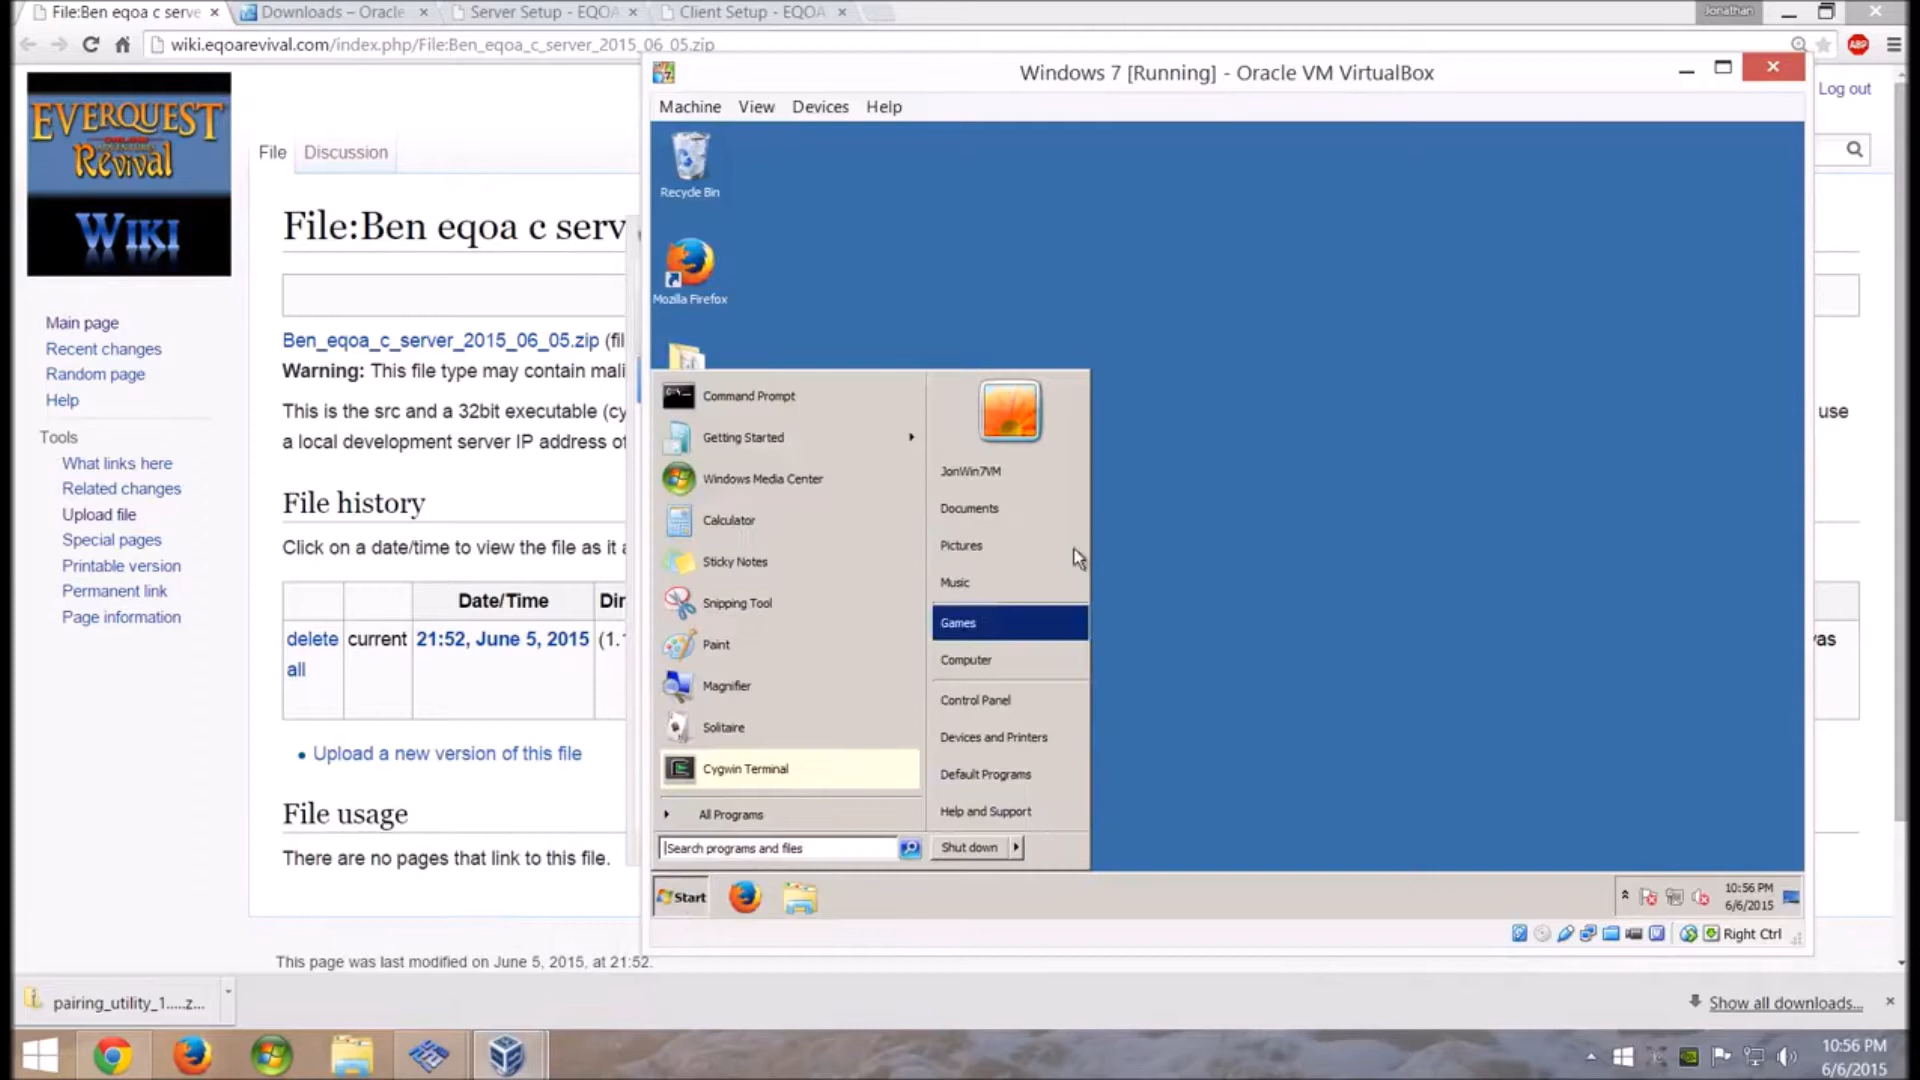 File:Ben eqoa c serve
Downloads – Oracle
Server Setup - EQOA
Client Setup - EQOA
Jonathan
wiki.eqoarevival.com/index.php/File:Ben_eqoa_c_server_2015_06_05.zip
ABP
EVERQUEST
ONLINE ADVENTURES
Revival
WIKI
Log out
File
Discussion
File:Ben eqoa c serv
Ben_eqoa_c_server_2015_06_05.zip (fil
Warning: This file type may contain mali
This is the src and a 32bit executable (cy
use
a local development server IP address of
Main page
Recent changes
Random page
Help
Tools
What links here
Related changes
Upload file
Special pages
Printable version
Permanent link
Page information
File history
Click on a date/time to view the file as it a
Date/Time
Dir
delete
all
current
21:52, June 5, 2015
(1.
as
Upload a new version of this file
File usage
There are no pages that link to this file.
This page was last modified on June 5, 2015, at 21:52.
Windows 7 [Running] - Oracle VM VirtualBox
Machine
View
Devices
Help
Recycle Bin
Mozilla Firefox
Command Prompt
Getting Started
Windows Media Center
Calculator
Sticky Notes
Snipping Tool
Paint
Magnifier
Solitaire
Cygwin Terminal
All Programs
Search programs and files
JonWin7VM
Documents
Pictures
Music
Games
Computer
Control Panel
Devices and Printers
Default Programs
Help and Support
Shut down
Start
10:56 PM
6/6/2015
Right Ctrl
pairing_utility_1.....z...
Show all downloads...
10:56 PM
6/6/2015